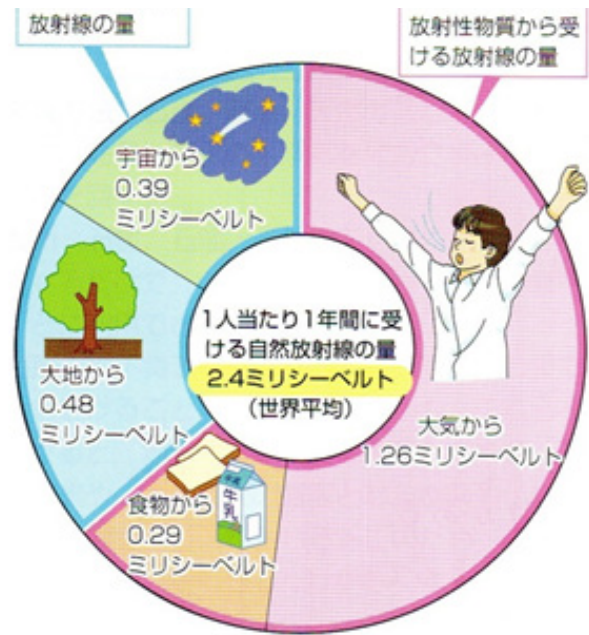 放射線の量
放射性物質から受
ける放射線の量
宇宙から
0.39
ミリシーベルト
大地から
0.48
ミリシーベルト
1人当たり1年間に受
ける自然放射線の量
2.4ミリシーベルト
(世界平均)
大気から
1.26ミリシーベルト
食物から
0.29
ミリシーベルト
牛乳